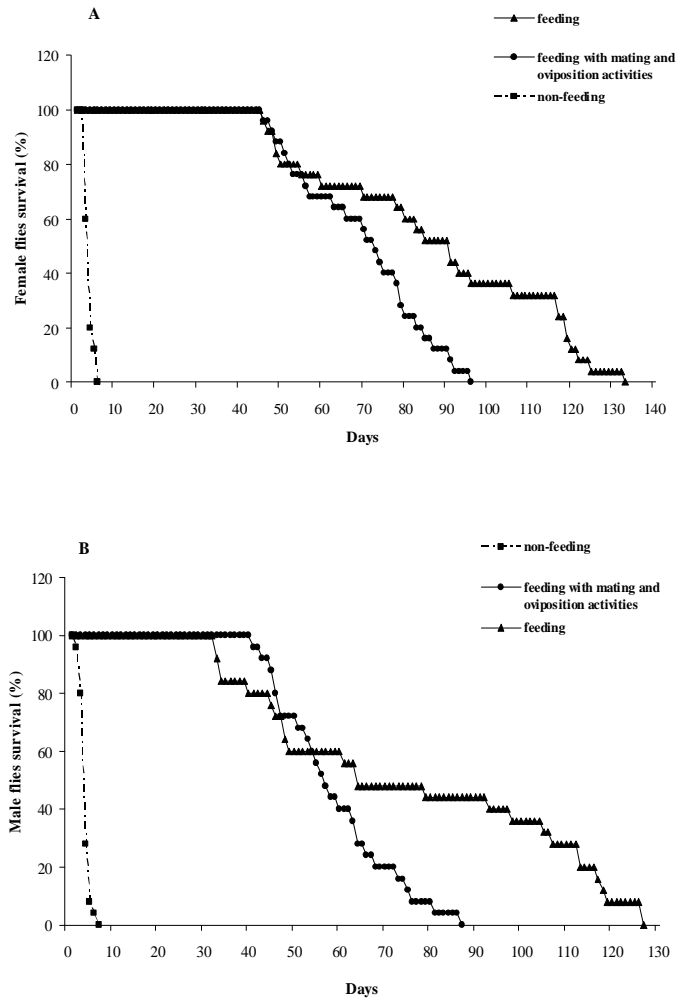 A
feeding
feeding with mating and
oviposition activities
non-feeding
120
100
80
60
40
20
0
Female flies survival (%)
0 10 20 30 40 50 60 70 80 90 100 110 120 130 140
Days
B
non-feeding
feeding with mating and
oviposition activities
feeding
120
100
80
60
40
20
0
Male flies survival (%)
0 10 20 30 40 50 60 70 80 90 100 110 120 130
Days